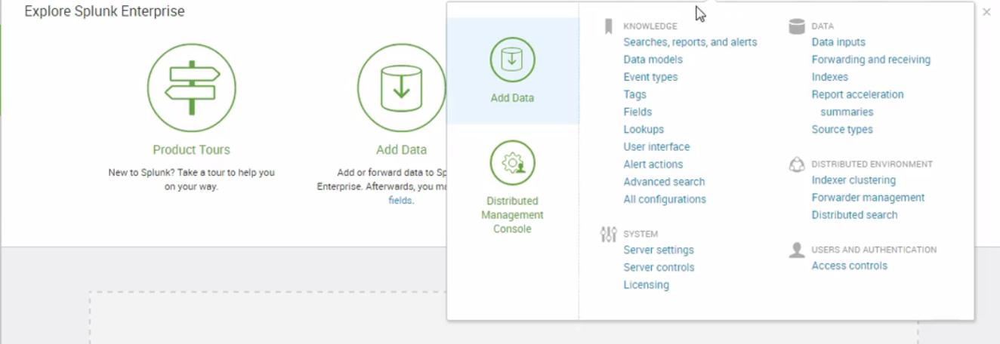 Explore Splunk Enterprise
Product Tours
New to Splunk? Take a tour to help you
on your way.
Add Data
Add or forward data to Sp
Enterprise. Afterwards, you ma
fields.
Add Data
Distributed
Management
Console
KNOWLEDGE
Searches, reports, and alerts
Data models
Event types
Tags
Fields
Lookups
User interface
Alert actions
Advanced search
All configurations
SYSTEM
Server settings
Server controls
Licensing
DATA
Data inputs
Forwarding and receiving
Indexes
Report acceleration
summaries
Source types
DISTRIBUTED ENVIRONMENT
Indexer clustering
Forwarder management
Distributed search
USERS AND AUTHENTICATION
Access controls